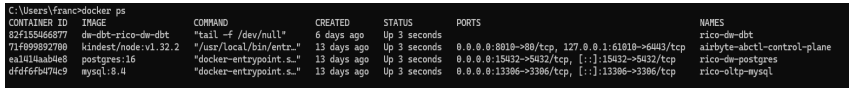 C:\Users\franc>docker ps
CONTAINER ID   IMAGE                  COMMAND                  CREATED       STATUS         PORTS                                                NAMES
82f155466877   dw-dbt-rico-dw-dbt     "tail -f /dev/null"      6 days ago    Up 3 seconds                                                        rico-dw-dbt
71f099892700   kindest/node:v1.32.2   "/usr/local/bin/entr…"   13 days ago   Up 3 seconds   0.0.0.0:8010->80/tcp, 127.0.0.1:61010->6443/tcp      airbyte-abctl-control-plane
ea1414aab4e8   postgres:16            "docker-entrypoint.s…"   13 days ago   Up 3 seconds   0.0.0.0:15432->5432/tcp, [::]:15432->5432/tcp        rico-dw-postgres
dfdf6fb474c9   mysql:8.4              "docker-entrypoint.s…"   13 days ago   Up 3 seconds   0.0.0.0:13306->3306/tcp, [::]:13306->3306/tcp        rico-oltp-mysql